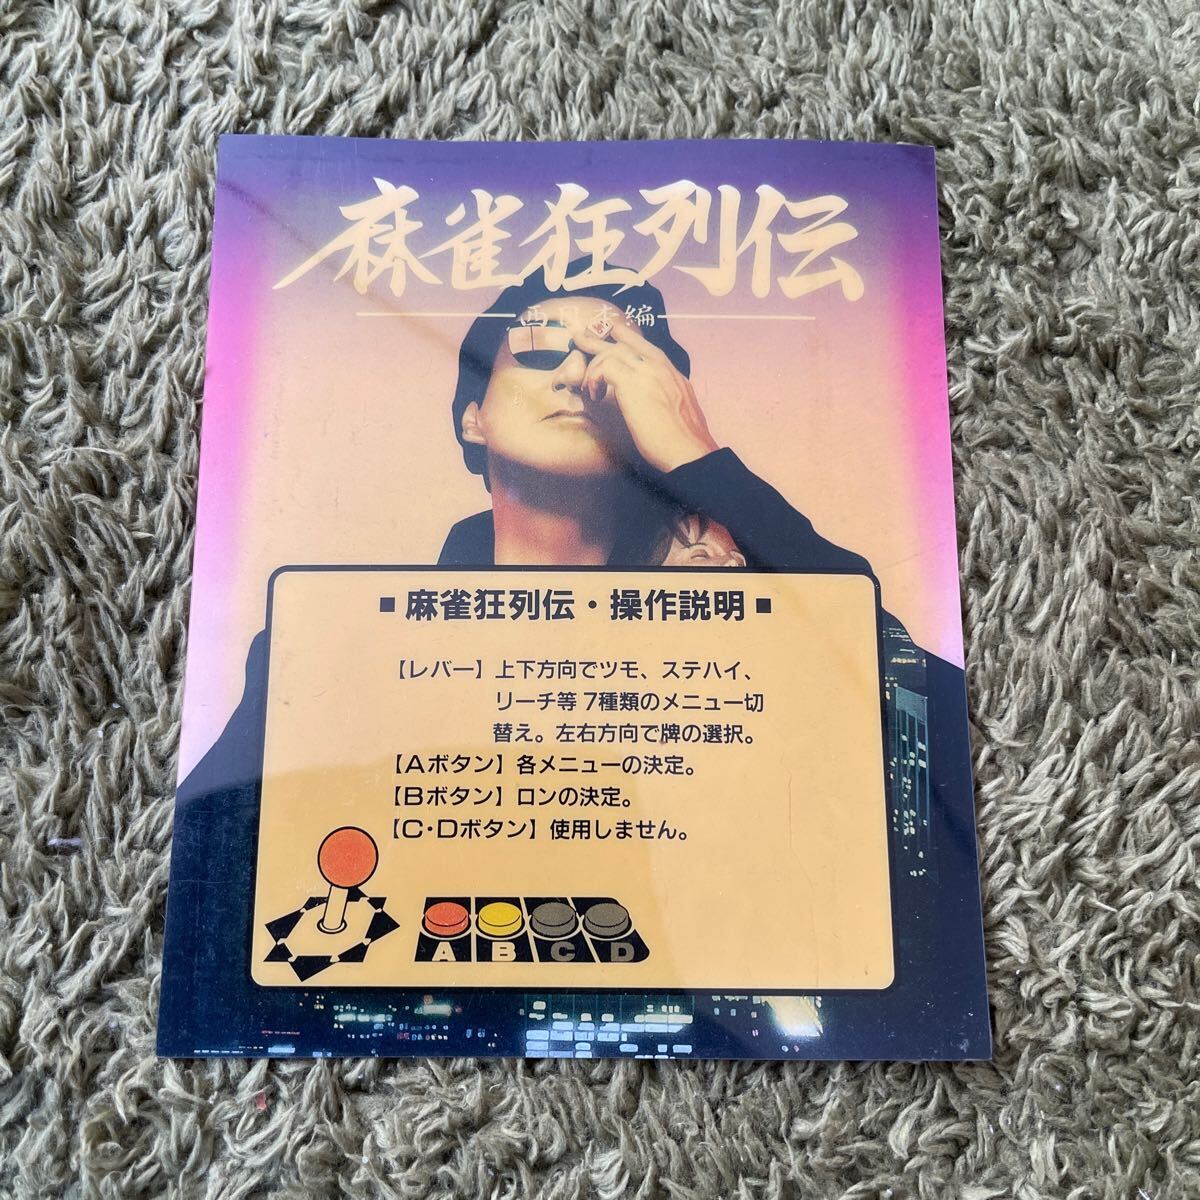 麻雀狂列伝
西日本編
■ 麻雀狂列伝・操作説明 ■
【レバー】上下方向でツモ、ステハイ、
リーチ等7種類のメニュー切
替え。左右方向で牌の選択。
【Aボタン】各メニューの決定。
【Bボタン】ロンの決定。
【C・Dボタン】使用しません。
A B C D